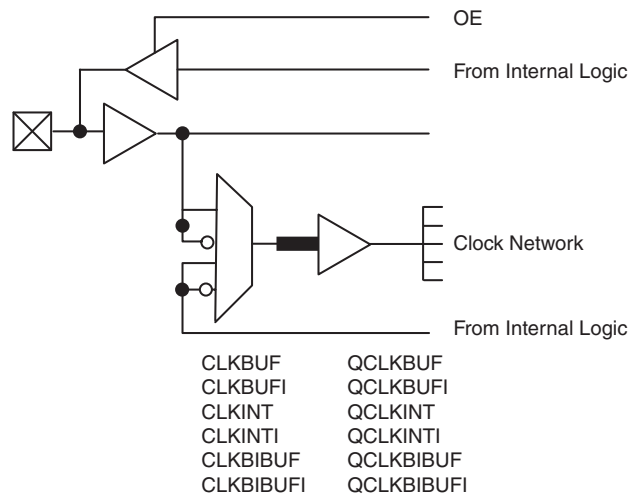 OE
From Internal Logic
Clock Network
From Internal Logic
CLKBUF QCLKBUF
CLKBUFI QCLKBUFI
CLKINT QCLKINT
CLKINTI QCLKINTI
CLKBIBUF QCLKBIBUF
CLKBIBUFI QCLKBIBUFI